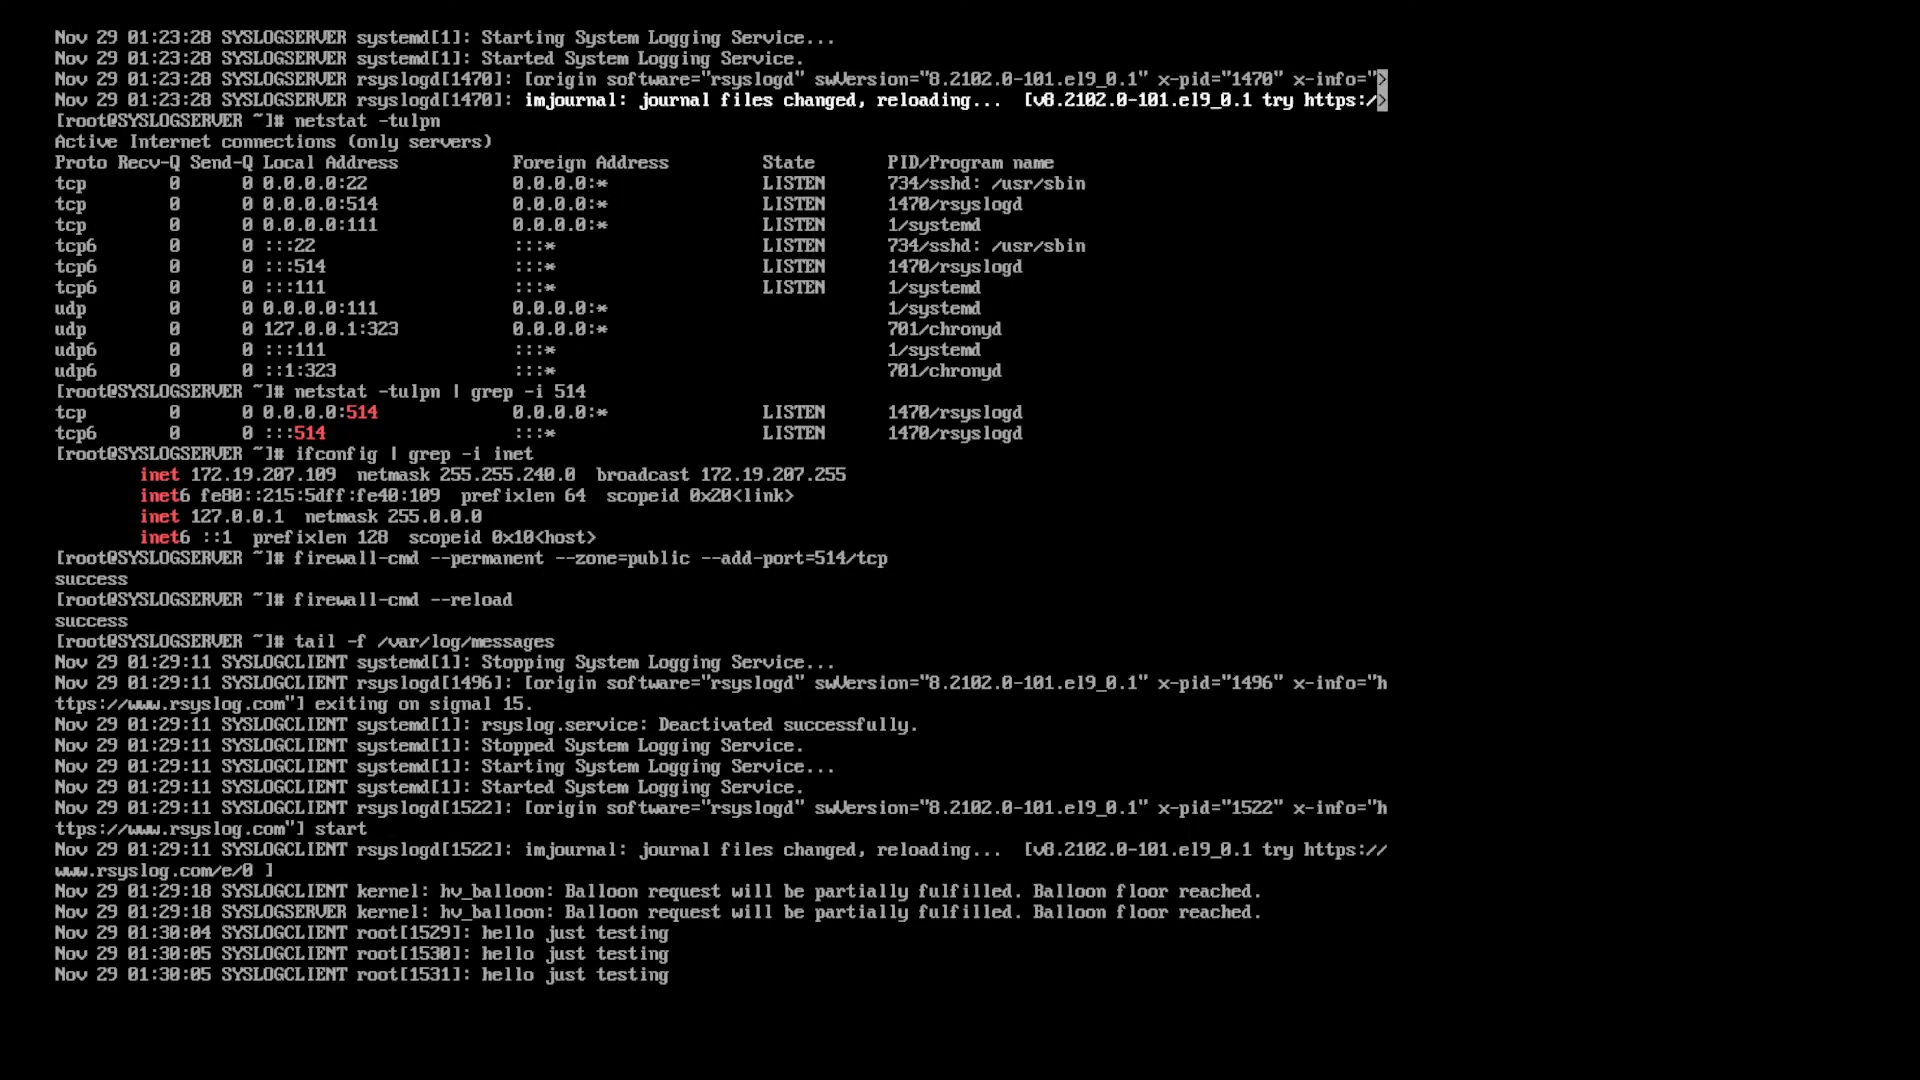 Nov 29 01:23:28 SYSLOGSERVER systemd[1]: Starting System Logging Service...
Nov 29 01:23:28 SYSLOGSERVER systemd[1]: Started System Logging Service.
Nov 29 01:23:28 SYSLOGSERVER rsyslogd[1470]: [origin software="rsyslogd" swVersion="8.2102.0-101.el9_0.1" x-pid="1470" x-info=">
Nov 29 01:23:28 SYSLOGSERVER rsyslogd[1470]: imjournal: journal files changed, reloading...  [v8.2102.0-101.el9_0.1 try https:/>
[root@SYSLOGSERVER ~]# netstat -tulpn
Active Internet connections (only servers)
Proto Recv-Q Send-Q Local Address           Foreign Address         State       PID/Program name
tcp        0      0 0.0.0.0:22              0.0.0.0:*               LISTEN      734/sshd: /usr/sbin
tcp        0      0 0.0.0.0:514             0.0.0.0:*               LISTEN      1470/rsyslogd
tcp        0      0 0.0.0.0:111             0.0.0.0:*               LISTEN      1/systemd
tcp6       0      0 :::22                   :::*                    LISTEN      734/sshd: /usr/sbin
tcp6       0      0 :::514                  :::*                    LISTEN      1470/rsyslogd
tcp6       0      0 :::111                  :::*                    LISTEN      1/systemd
udp        0      0 0.0.0.0:111             0.0.0.0:*                           1/systemd
udp        0      0 127.0.0.1:323           0.0.0.0:*                           701/chronyd
udp6       0      0 :::111                  :::*                                1/systemd
udp6       0      0 ::1:323                 :::*                                701/chronyd
[root@SYSLOGSERVER ~]# netstat -tulpn | grep -i 514
tcp        0      0 0.0.0.0:514             0.0.0.0:*               LISTEN      1470/rsyslogd
tcp6       0      0 :::514                  :::*                    LISTEN      1470/rsyslogd
[root@SYSLOGSERVER ~]# ifconfig | grep -i inet
        inet 172.19.207.109  netmask 255.255.240.0  broadcast 172.19.207.255
        inet6 fe80::215:5dff:fe40:109  prefixlen 64  scopeid 0x20<link>
        inet 127.0.0.1  netmask 255.0.0.0
        inet6 ::1  prefixlen 128  scopeid 0x10<host>
[root@SYSLOGSERVER ~]# firewall-cmd --permanent --zone=public --add-port=514/tcp
success
[root@SYSLOGSERVER ~]# firewall-cmd --reload
success
[root@SYSLOGSERVER ~]# tail -f /var/log/messages
Nov 29 01:29:11 SYSLOGCLIENT systemd[1]: Stopping System Logging Service...
Nov 29 01:29:11 SYSLOGCLIENT rsyslogd[1496]: [origin software="rsyslogd" swVersion="8.2102.0-101.el9_0.1" x-pid="1496" x-info="h
ttps://www.rsyslog.com"] exiting on signal 15.
Nov 29 01:29:11 SYSLOGCLIENT systemd[1]: rsyslog.service: Deactivated successfully.
Nov 29 01:29:11 SYSLOGCLIENT systemd[1]: Stopped System Logging Service.
Nov 29 01:29:11 SYSLOGCLIENT systemd[1]: Starting System Logging Service...
Nov 29 01:29:11 SYSLOGCLIENT systemd[1]: Started System Logging Service.
Nov 29 01:29:11 SYSLOGCLIENT rsyslogd[1522]: [origin software="rsyslogd" swVersion="8.2102.0-101.el9_0.1" x-pid="1522" x-info="h
ttps://www.rsyslog.com"] start
Nov 29 01:29:11 SYSLOGCLIENT rsyslogd[1522]: imjournal: journal files changed, reloading...  [v8.2102.0-101.el9_0.1 try https://
www.rsyslog.com/e/0 ]
Nov 29 01:29:18 SYSLOGCLIENT kernel: hv_balloon: Balloon request will be partially fulfilled. Balloon floor reached.
Nov 29 01:29:18 SYSLOGSERVER kernel: hv_balloon: Balloon request will be partially fulfilled. Balloon floor reached.
Nov 29 01:30:04 SYSLOGCLIENT root[1529]: hello just testing
Nov 29 01:30:05 SYSLOGCLIENT root[1530]: hello just testing
Nov 29 01:30:05 SYSLOGCLIENT root[1531]: hello just testing